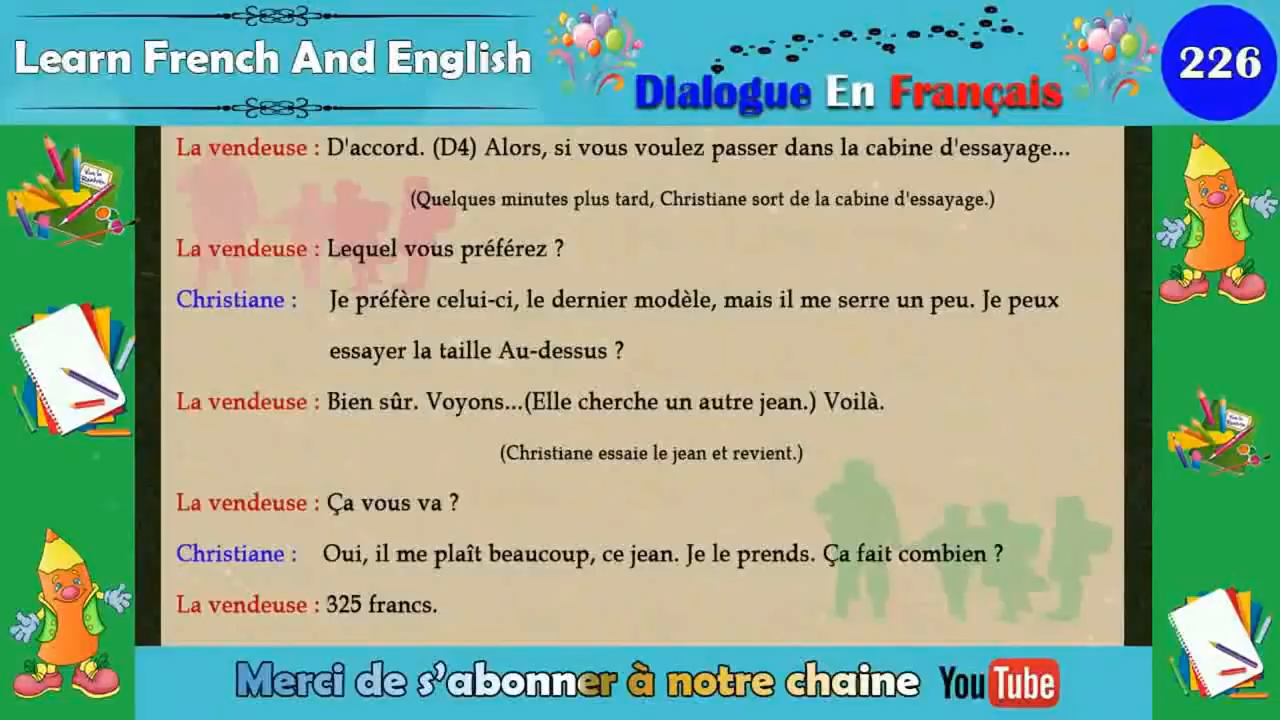 Learn French And English
Dialogue En Français
226
La vendeuse : D'accord. (D4) Alors, si vous voulez passer dans la cabine d'essayage...
(Quelques minutes plus tard, Christiane sort de la cabine d'essayage.)
La vendeuse : Lequel vous préférez ?
Christiane : Je préfère celui-ci, le dernier modèle, mais il me serre un peu. Je peux
essayer la taille Au-dessus ?
La vendeuse : Bien sûr. Voyons...(Elle cherche un autre jean.) Voilà.
(Christiane essaie le jean et revient.)
La vendeuse : Ça vous va ?
Christiane : Oui, il me plaît beaucoup, ce jean. Je le prends. Ça fait combien ?
La vendeuse : 325 francs.
Merci de s'abonner à notre chaine YouTube